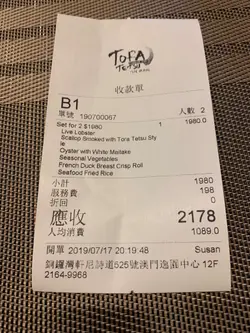 TORA
TETSU
收款單
B1
單號 190700067
人數 2
Set for 2 $1980 1 1980.0
Live Lobster
Scallop Smoked with Tora Tetsu Sty
le
Oyster with White Maitake
Seasonal Vegetables
French Duck Breast Crisp Roll
Seafood Fried Rice
小計 1980
服務費 198
折回 0
應收 2178
人均消費 1089.0
開單 2019/07/17 20:19:48 Susan
銅鑼灣軒尼詩道525號澳門逸園中心 12F
2164-9968